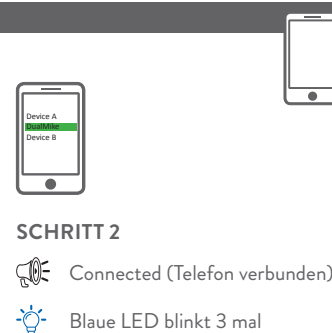 Device A
DualMike
Device B
SCHRITT 2
Connected (Telefon verbunden)
Blaue LED blinkt 3 mal